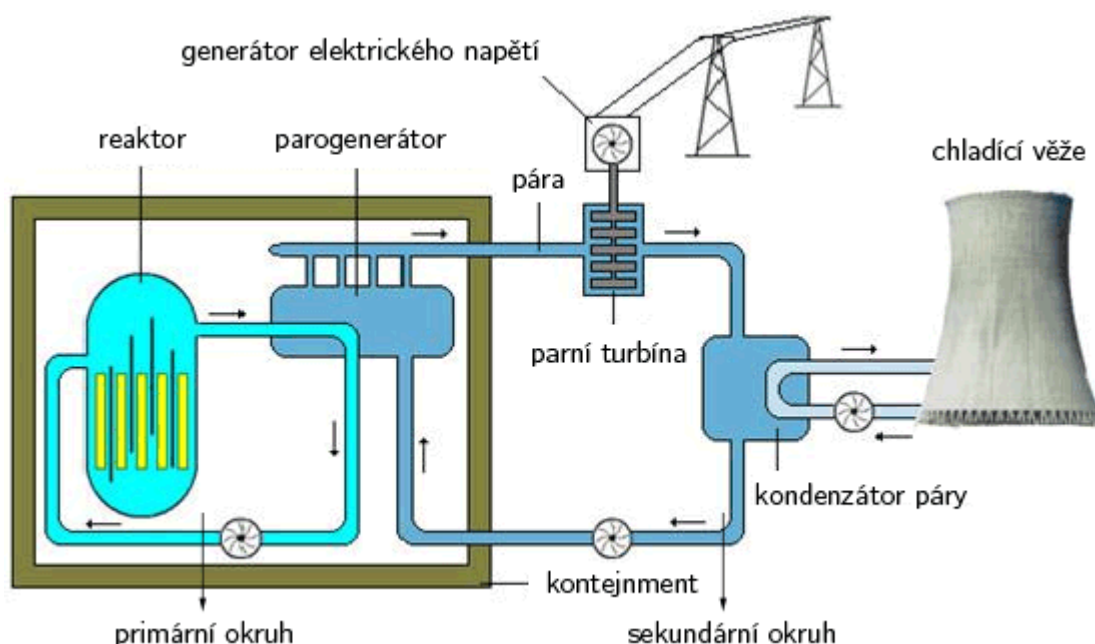 generátor elektrického napětí
reaktor
parogenerátor
chladící věže
pára
parní turbína
kondenzátor páry
kontejnment
primární okruh
sekundární okruh